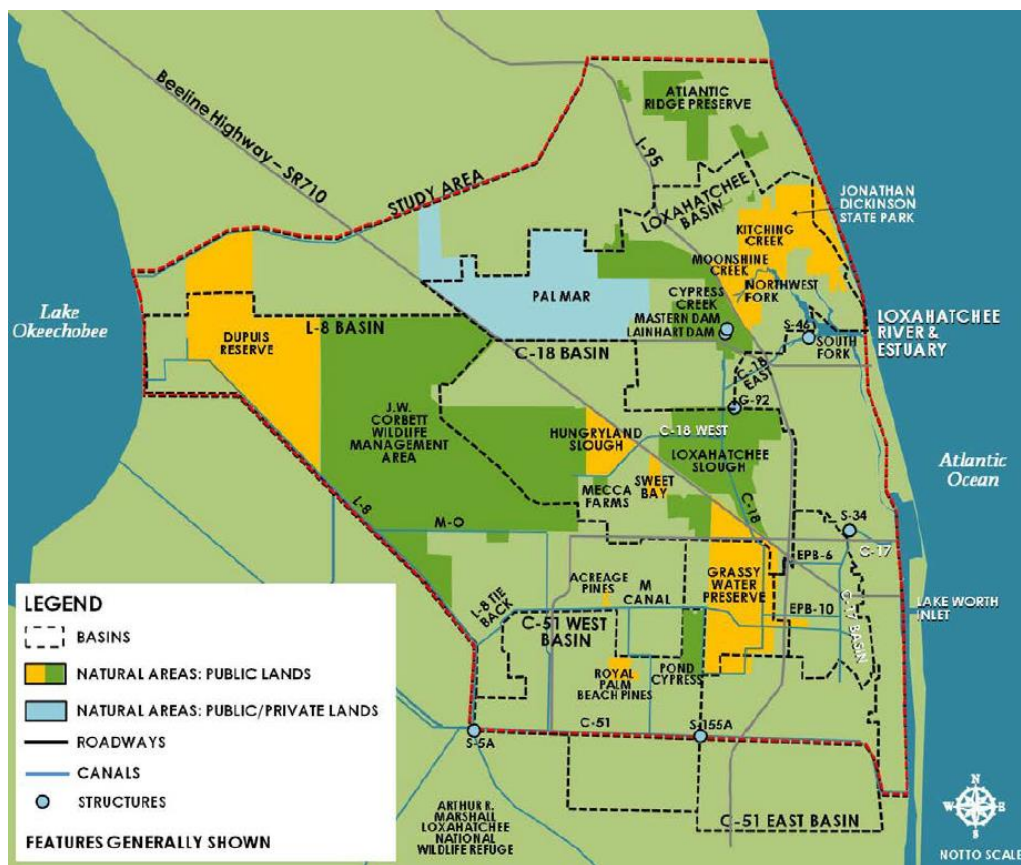 ATLANTIC
RIDGE PRESERVE
Beeline Highway – SR710
I-95
STUDY AREA
LOXAHATCHEE
BASIN
JONATHAN
DICKINSON
STATE PARK
KITCHING
CREEK
MOONSHINE
CREEK
NORTHWEST
FORK
PALMAR
CYPRESS
CREEK
MASTERN DAM
LAINHART DAM
Lake
Okeechobee
LOXAHATCHEE
RIVER &
ESTUARY
S-46
SOUTH
FORK
L-8 BASIN
DUPUIS
RESERVE
C-18 BASIN
C-18
EAST
G-92
J.W.
CORBETT
WILDLIFE
MANAGEMENT
AREA
HUNGRYLAND
SLOUGH
C-18 WEST
LOXAHATCHEE
SLOUGH
Atlantic
Ocean
MECCA
FARMS
SWEET
BAY
L-8
M-O
C-18
S-34
C-17
EPB-6
GRASSY
WATER
PRESERVE
ACREAGE
PINES
M
CANAL
L-8 TIE
BACK
EPB-10
C-17 BASIN
LAKE WORTH
INLET
C-51 WEST
BASIN
ROYAL
PALM
BEACH PINES
POND
CYPRESS
C-51
S-155A
S-5A
C-51 EAST BASIN
ARTHUR R.
MARSHALL
LOXAHATCHEE
NATIONAL
WILDLIFE REFUGE
LEGEND
BASINS
NATURAL AREAS: PUBLIC LANDS
NATURAL AREAS: PUBLIC/PRIVATE LANDS
ROADWAYS
CANALS
STRUCTURES
FEATURES GENERALLY SHOWN
N
W
E
S
NOT TO SCALE